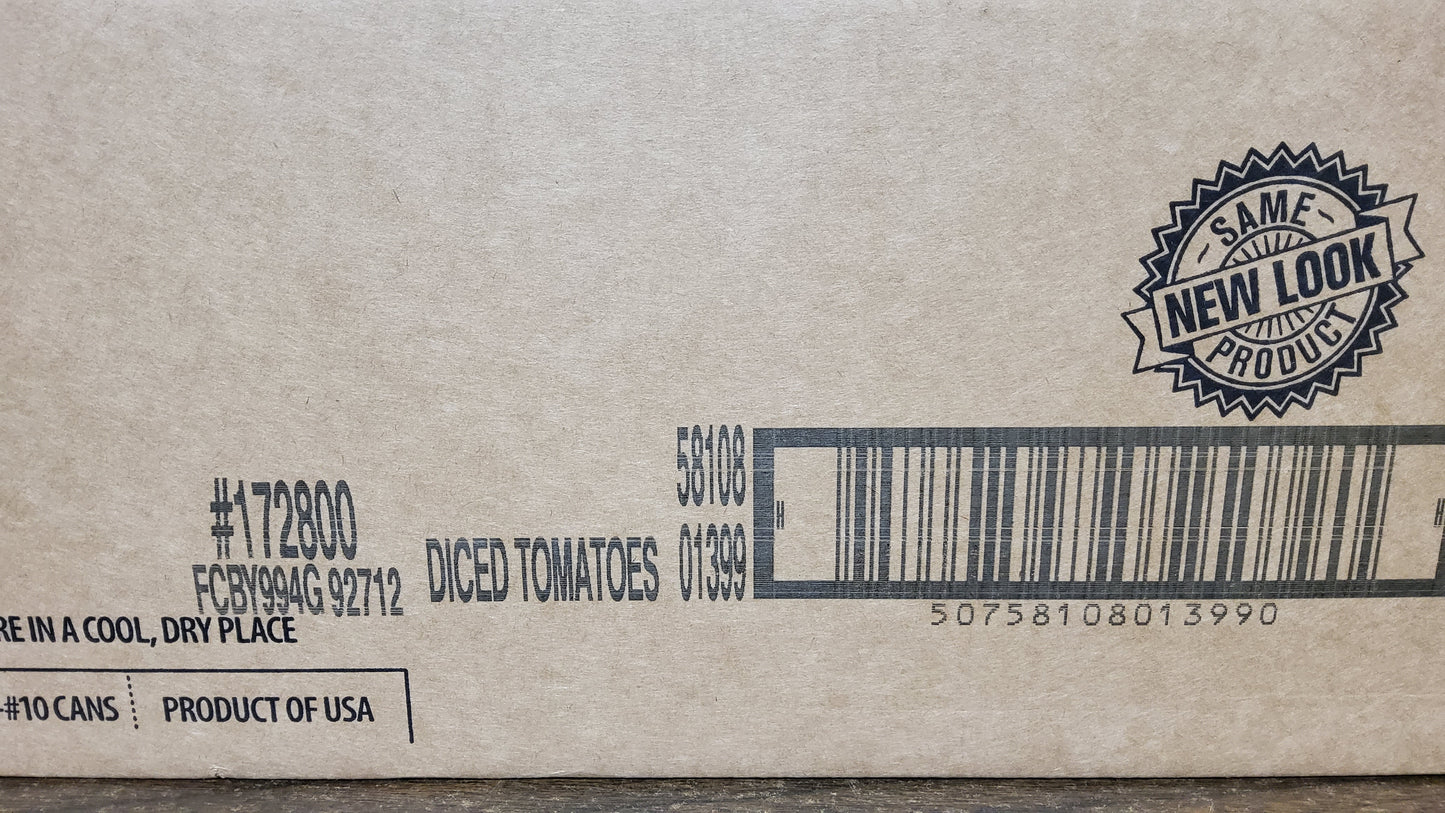 SAME
NEW LOOK
PRODUCT
58108
#172800
DICED TOMATOES 01399
FCBY994G 92712
50758108013990
RE IN A COOL, DRY PLACE
-#10 CANS
PRODUCT OF USA
H
H